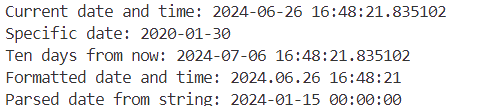 Current date and time: 2024-06-26 16:48:21.835102
Specific date: 2020-01-30
Ten days from now: 2024-07-06 16:48:21.835102
Formatted date and time: 2024.06.26 16:48:21
Parsed date from string: 2024-01-15 00:00:00